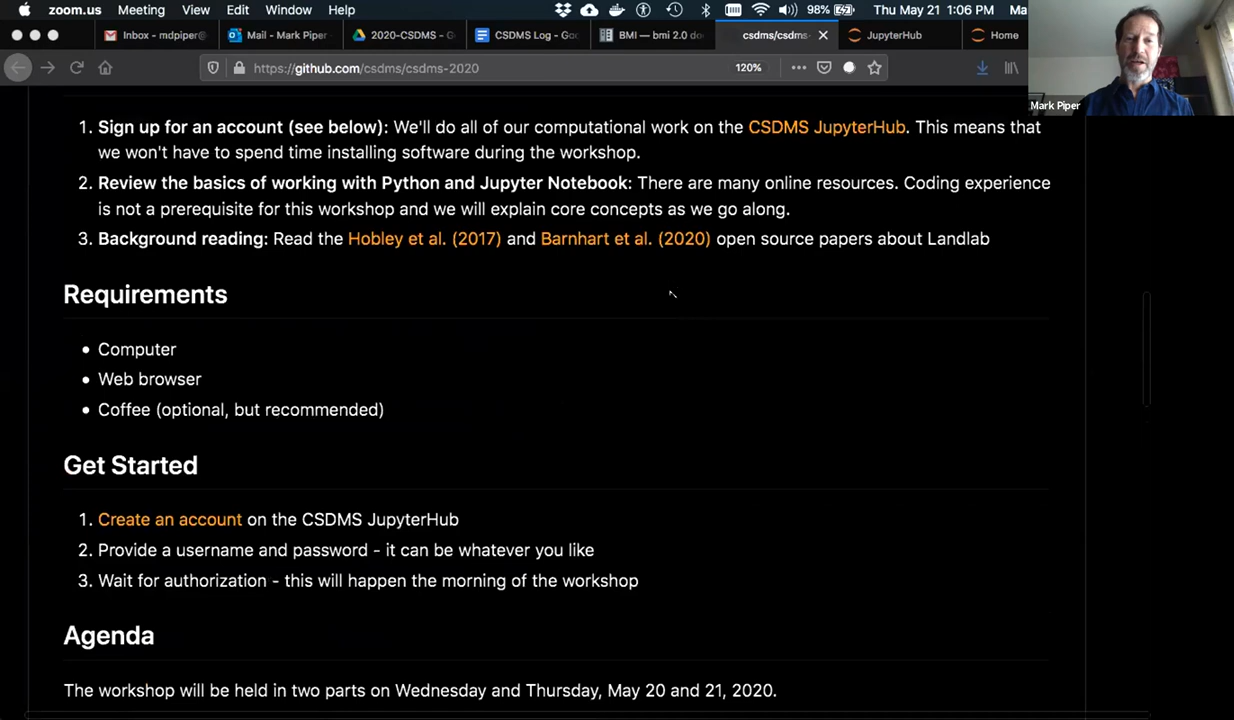 zoom.us Meeting View Edit Window Help 98% Thu May 21 1:06 PM Ma
Inbox - mdpiper@ Mail - Mark Piper 2020-CSDMS - G CSDMS Log - Goo BMI — bmi 2.0 do csdms/csdms- JupyterHub Home
https://github.com/csdms/csdms-2020 120%
Mark Piper
1. Sign up for an account (see below): We'll do all of our computational work on the CSDMS JupyterHub. This means that
we won't have to spend time installing software during the workshop.
2. Review the basics of working with Python and Jupyter Notebook: There are many online resources. Coding experience
is not a prerequisite for this workshop and we will explain core concepts as we go along.
3. Background reading: Read the Hobley et al. (2017) and Barnhart et al. (2020) open source papers about Landlab
Requirements
• Computer
• Web browser
• Coffee (optional, but recommended)
Get Started
1. Create an account on the CSDMS JupyterHub
2. Provide a username and password - it can be whatever you like
3. Wait for authorization - this will happen the morning of the workshop
Agenda
The workshop will be held in two parts on Wednesday and Thursday, May 20 and 21, 2020.